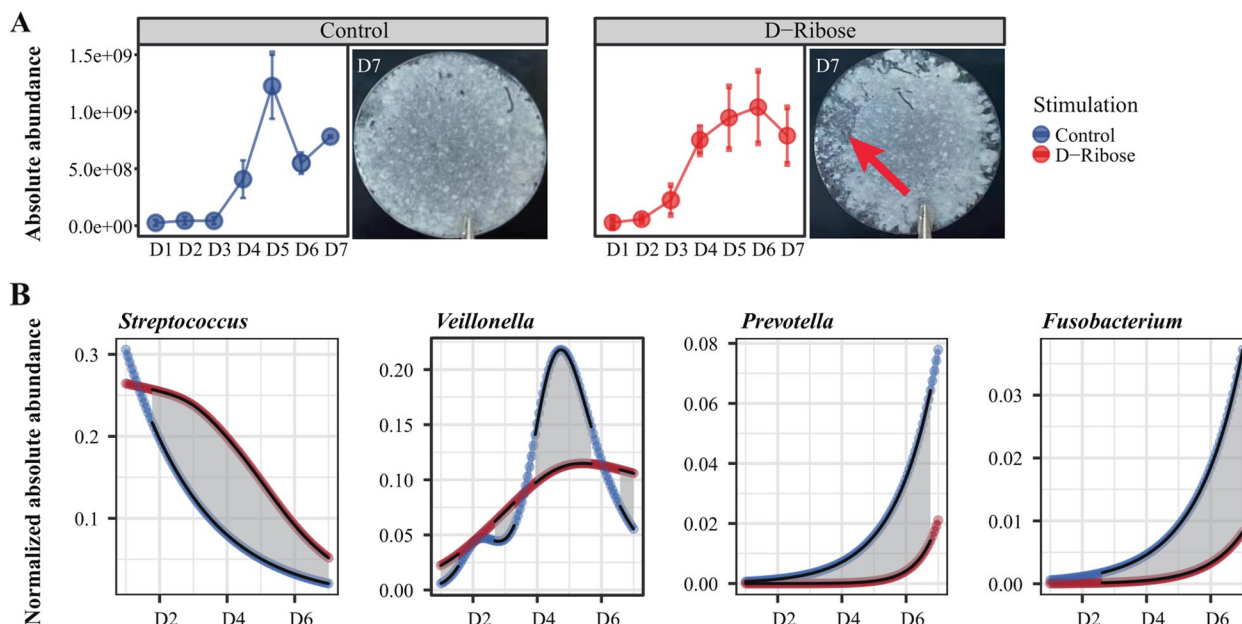 A
Control
D−Ribose
Absolute abundance
1.5e+09
1.0e+09
5.0e+08
0.0e+00
D7
D1 D2 D3 D4 D5 D6 D7
D7
D1 D2 D3 D4 D5 D6 D7
Stimulation
Control
D−Ribose
B
Normalized absolute abundance
Streptococcus
0.3
0.2
0.1
D2 D4 D6
Veillonella
0.20
0.15
0.10
0.05
0.00
D2 D4 D6
Prevotella
0.08
0.06
0.04
0.02
0.00
D2 D4 D6
Fusobacterium
0.03
0.02
0.01
0.00
D2 D4 D6